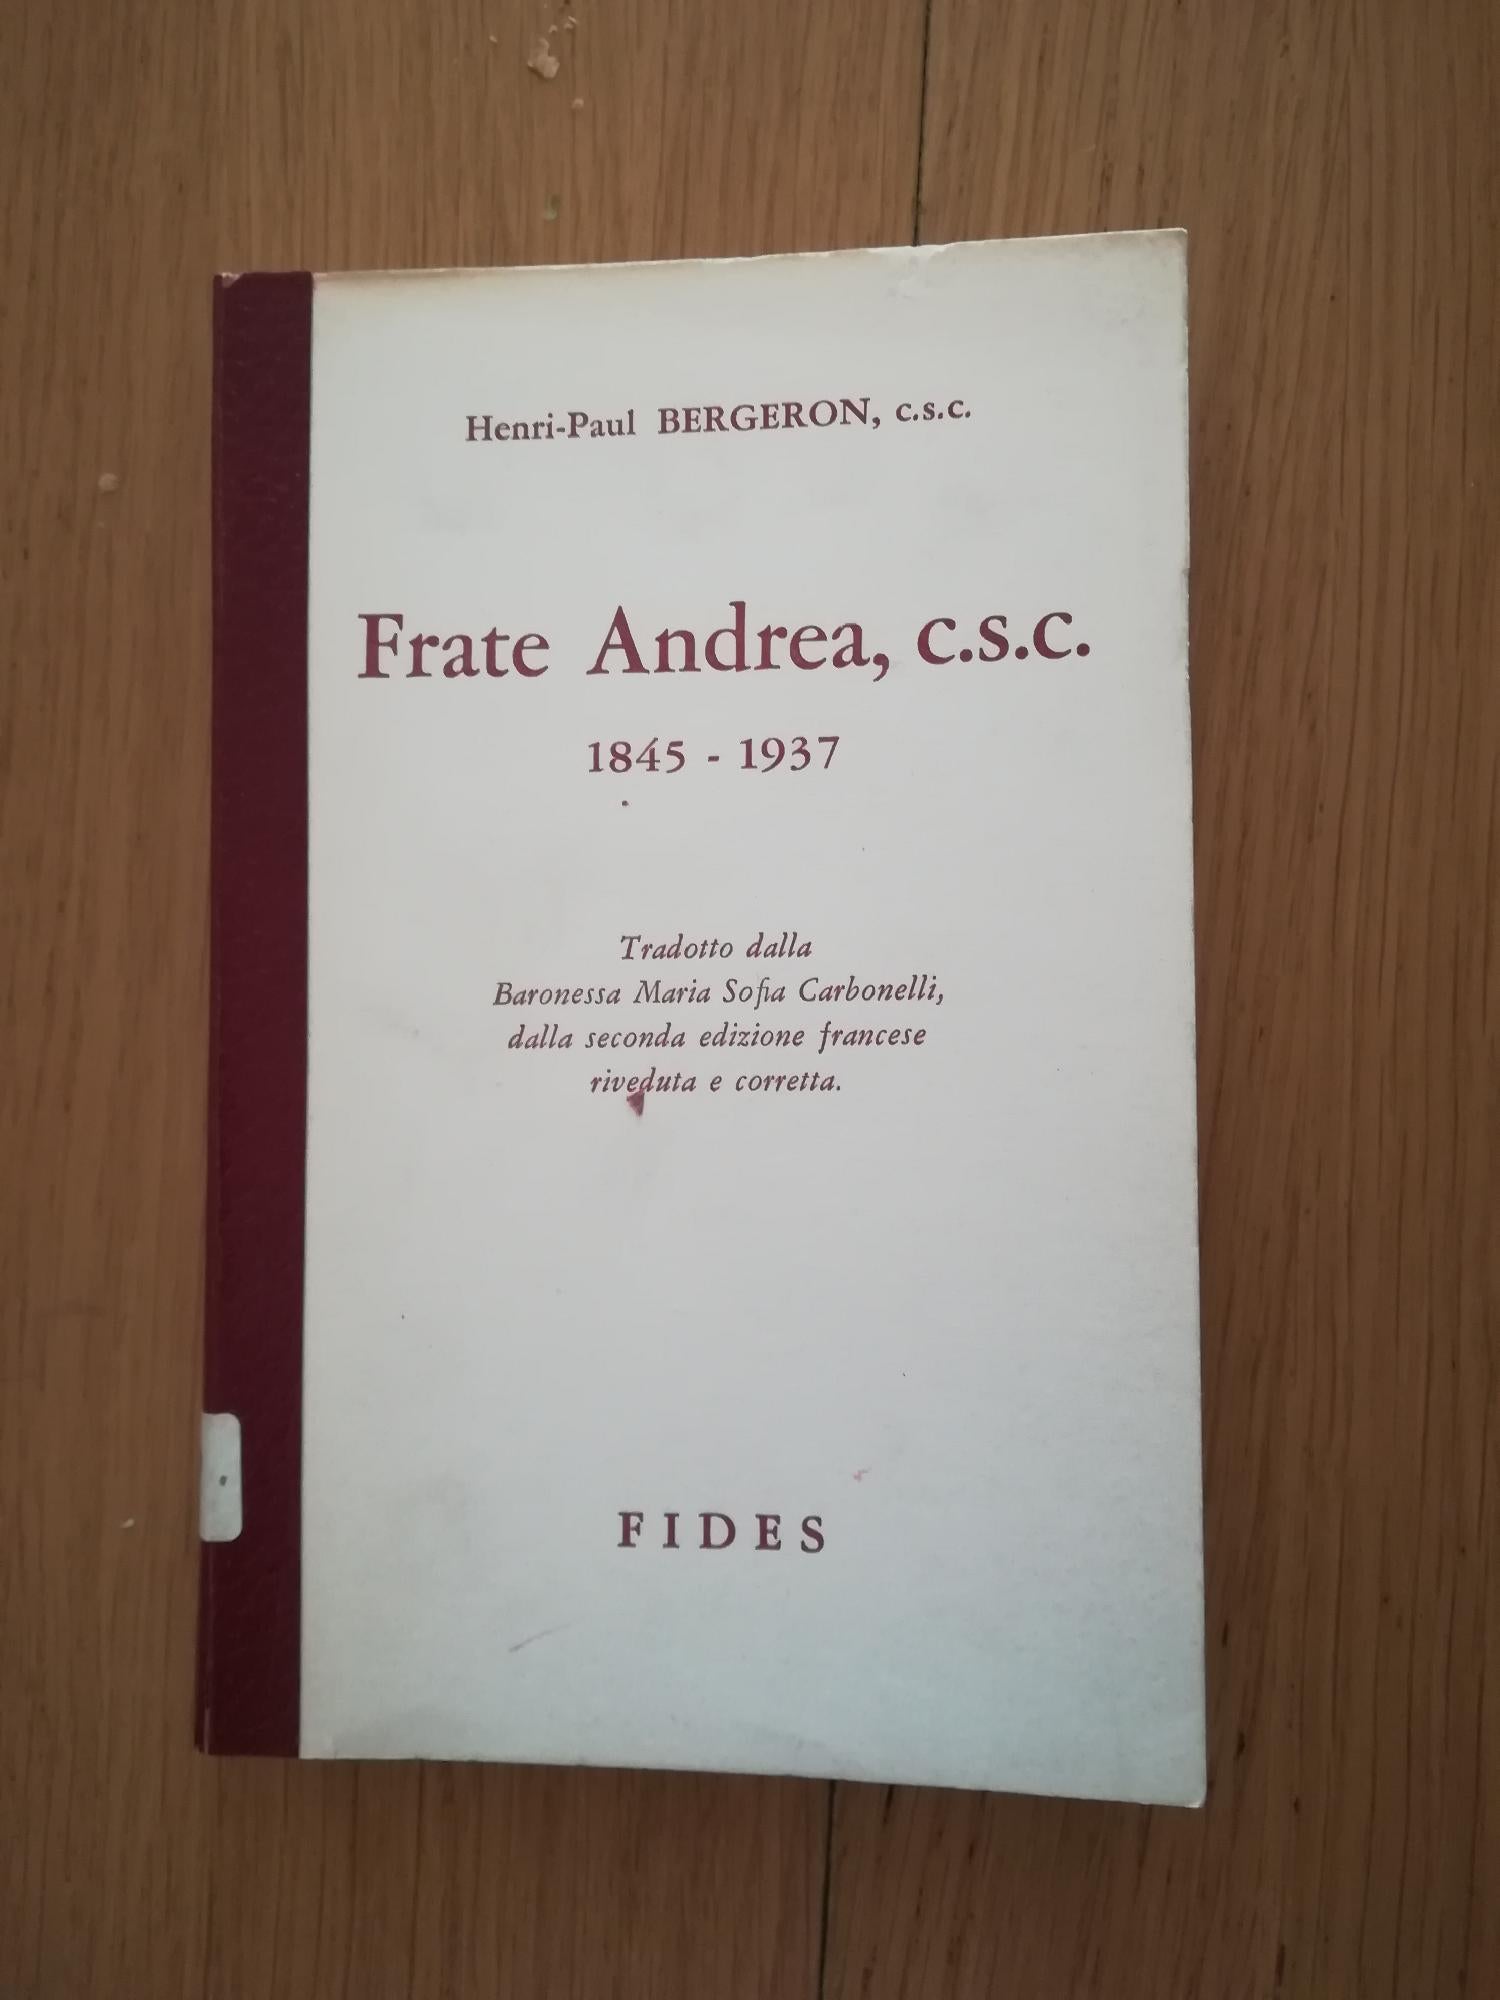 Henri-Paul BERGERON, c.s.c.
Frate Andrea, c.s.c.
1845 - 1937
Tradotto dalla
Baronessa Maria Sofia Carbonelli,
dalla seconda edizione francese
riveduta e corretta.
FIDES